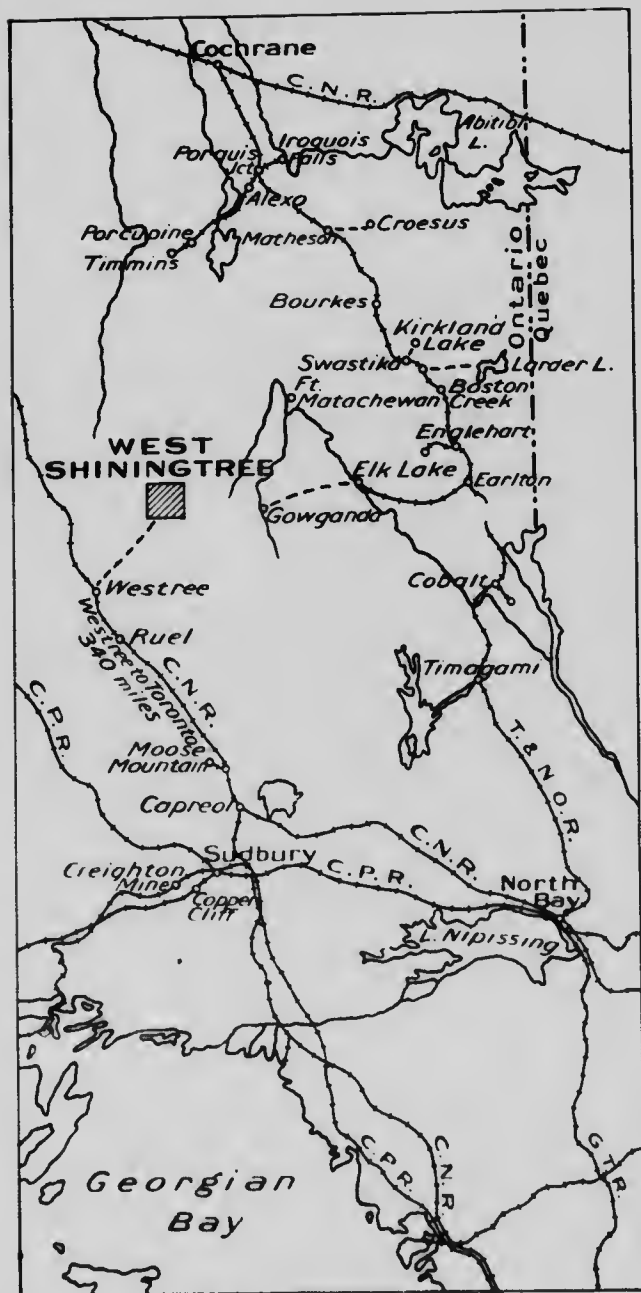 Cochrane
C.N.R.
Abitibi
L.
Iroquois
Falls
Porquis
Jct.
Alexo
Porcupine
Timmins
Matheson
Croesus
Ontario
Quebec
Bourkes
Kirkland
Lake
Swastika
Larder L.
Boston
Creek
Ft.
Matachewan
Englehart
WEST
SHININGTREE
Elk Lake
Earlton
Gowganda
Westree
Cobalt
Ruel
Westree to Toronto
340 miles
C.N.R.
Timagami
C.P.R.
Moose
Mountain
T. & N.O.R.
Capreol
C.N.R.
Sudbury
C.P.R.
Creighton
Mine
Copper
Cliff
North
Bay
L. Nipissing
Georgian
Bay
C.P.R.
C.N.R
G.T.R.